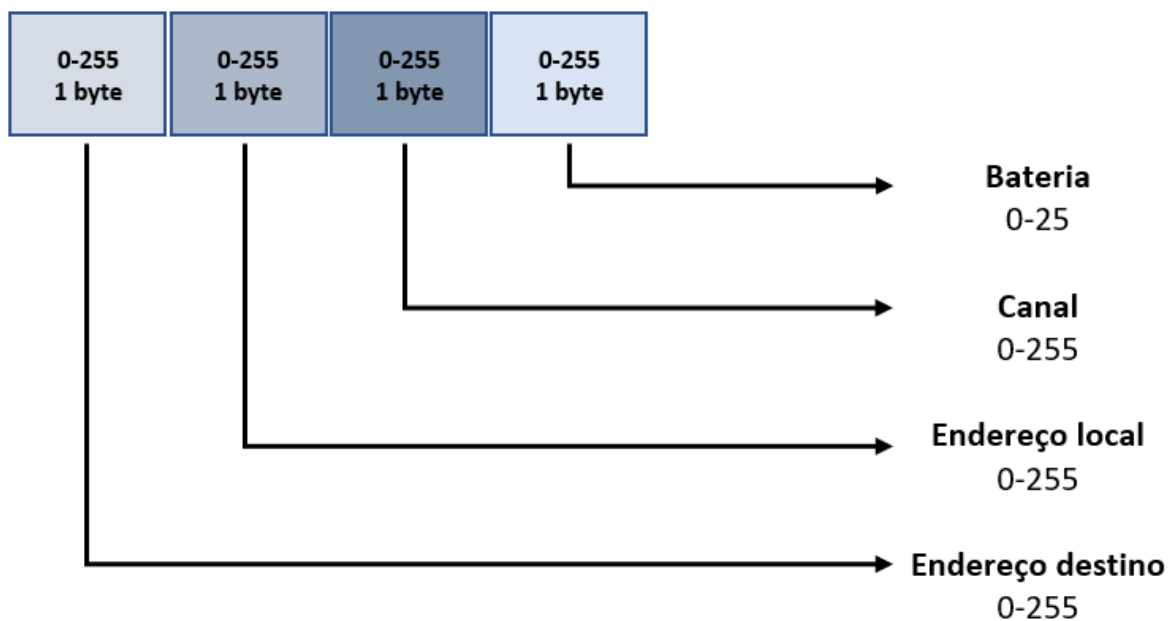 0-255 0-255 0-255 0-255
1 byte 1 byte 1 byte 1 byte
Bateria
0-25
Canal
0-255
Endereço local
0-255
Endereço destino
0-255